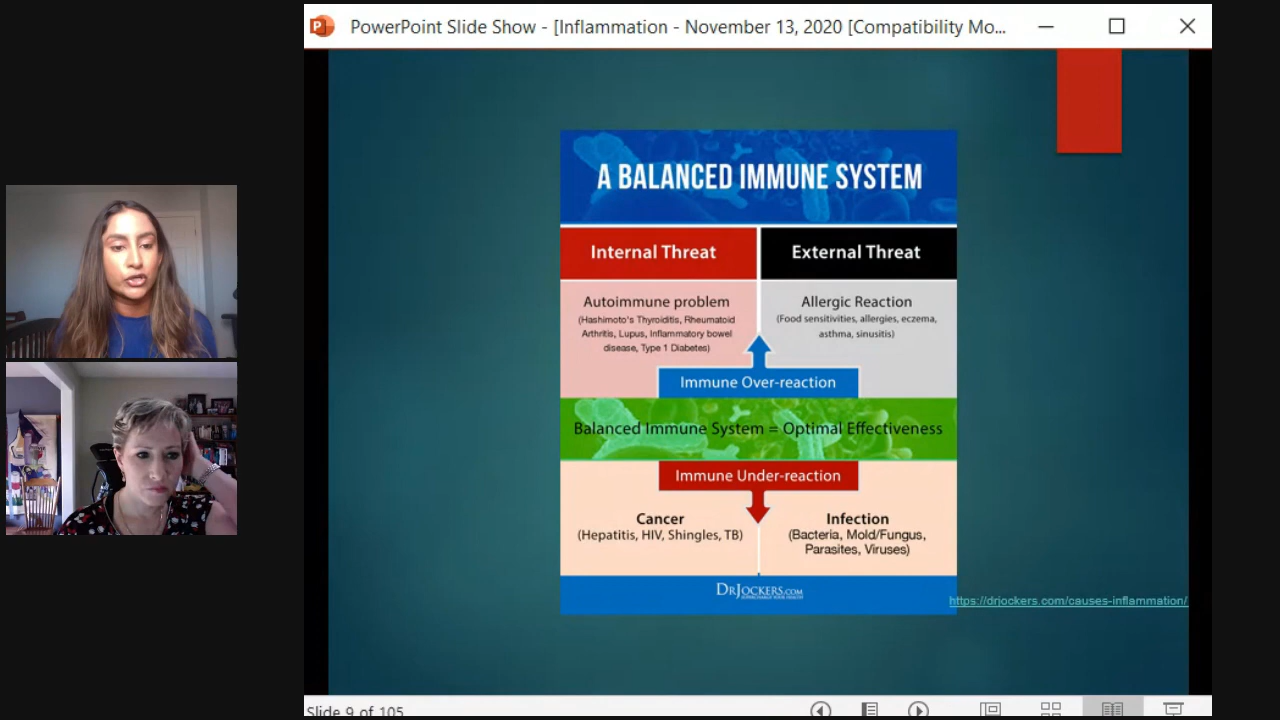 PowerPoint Slide Show - [Inflammation - November 13, 2020 [Compatibility Mo...
A BALANCED IMMUNE SYSTEM
Internal Threat
External Threat
Autoimmune problem
(Hashimoto's Thyroiditis, Rheumatoid
Arthritis, Lupus, Inflammatory bowel
disease, Type 1 Diabetes)
Allergic Reaction
(Food sensitivities, allergies, eczema,
asthma, sinusitis)
Immune Over-reaction
Balanced Immune System = Optimal Effectiveness
Immune Under-reaction
Cancer
(Hepatitis, HIV, Shingles, TB)
Infection
(Bacteria, Mold/Fungus,
Parasites, Viruses)
DRJOCKERS.COM
SUPERCHARGE YOUR HEALTH
https://drjockers.com/causes-inflammation/
Slide 9 of 105